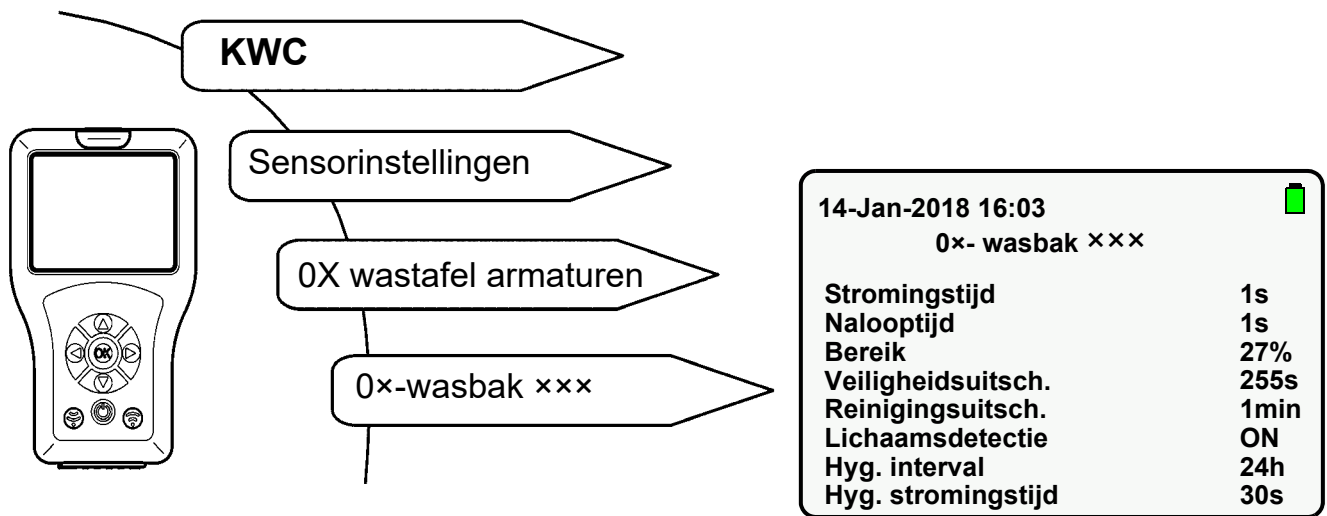 KWC
Sensorinstellingen
0X wastafel armaturen
0×-wasbak ×××
OK
14-Jan-2018 16:03
0×- wasbak ×××
Stromingstijd 1s
Nalooptijd 1s
Bereik 27%
Veiligheidsuitsch. 255s
Reinigingsuitsch. 1min
Lichaamsdetectie ON
Hyg. interval 24h
Hyg. stromingstijd 30s